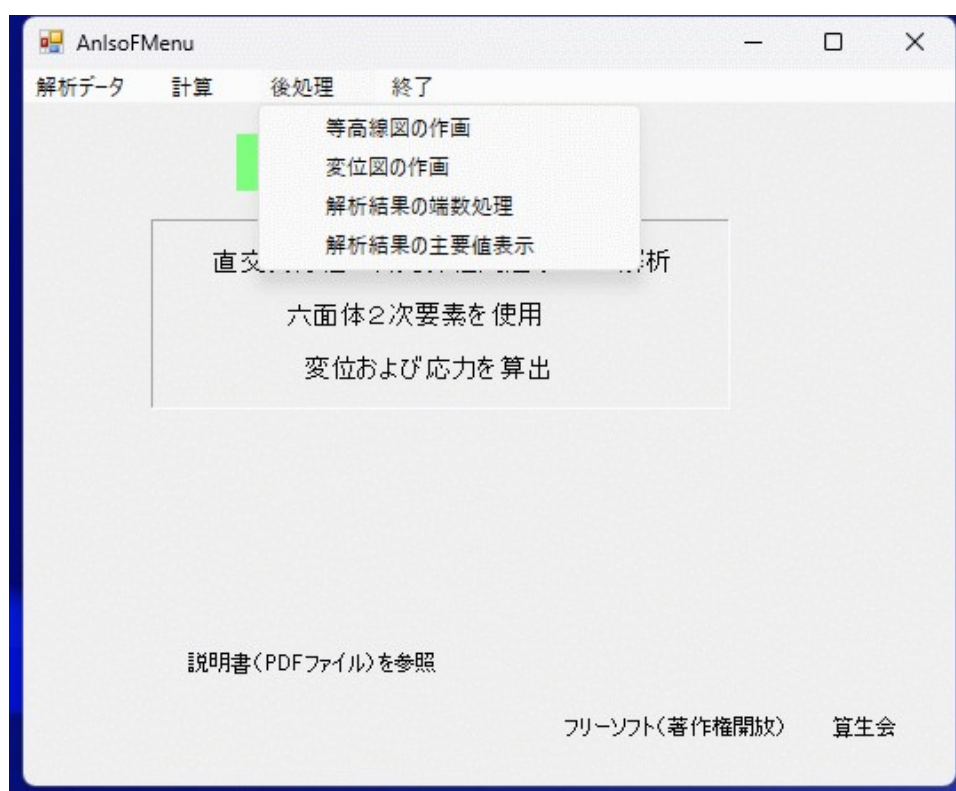 AnIsoFMenu
解析データ 計算 後処理 終了
等高線図の作画
変位図の作画
解析結果の端数処理
解析結果の主要値表示
直交 解析
六面体２次要素を使用
変位および応力を算出
説明書(PDFファイル)を参照
フリーソフト(著作権開放) 算生会